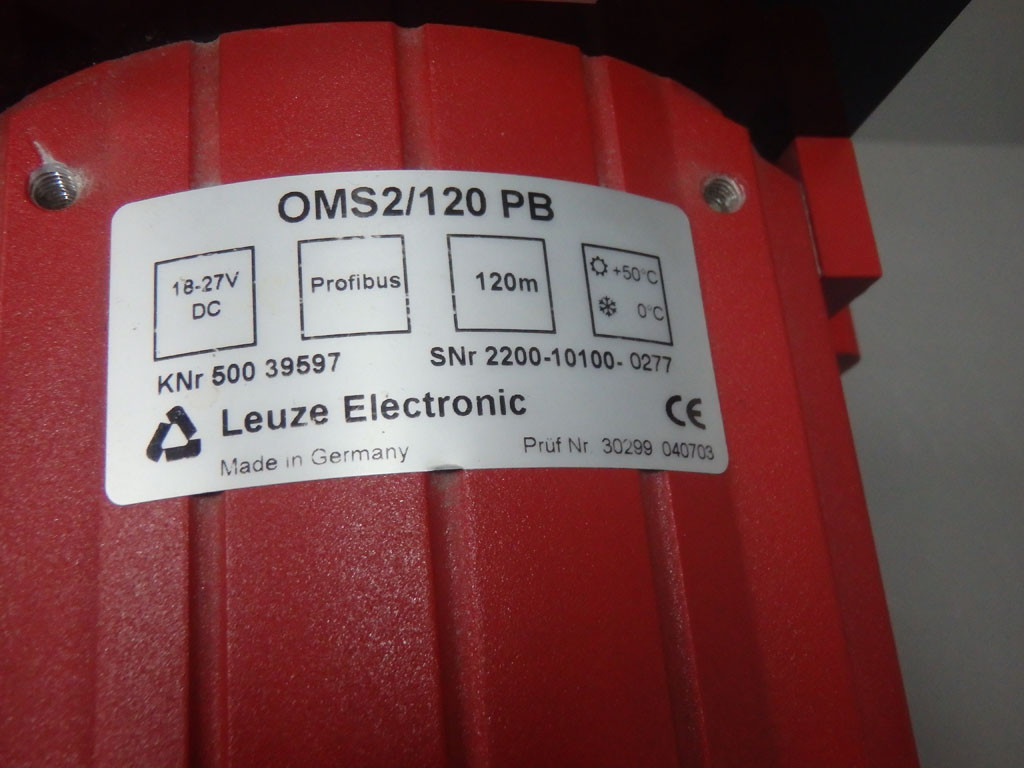 OMS2/120 PB
18-27V
DC
Profibus
120m
+50°C
0°C
KNr 500 39597
SNr 2200-10100-0277
Leuze Electronic
CE
Made in Germany
Prüf Nr. 30299 040703